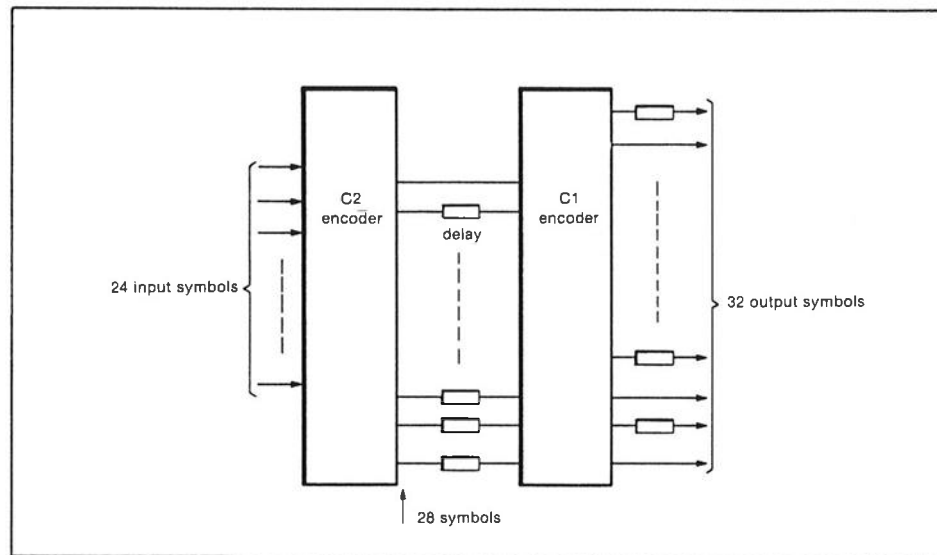 C2
encoder
C1
encoder
delay
24 input symbols
32 output symbols
28 symbols